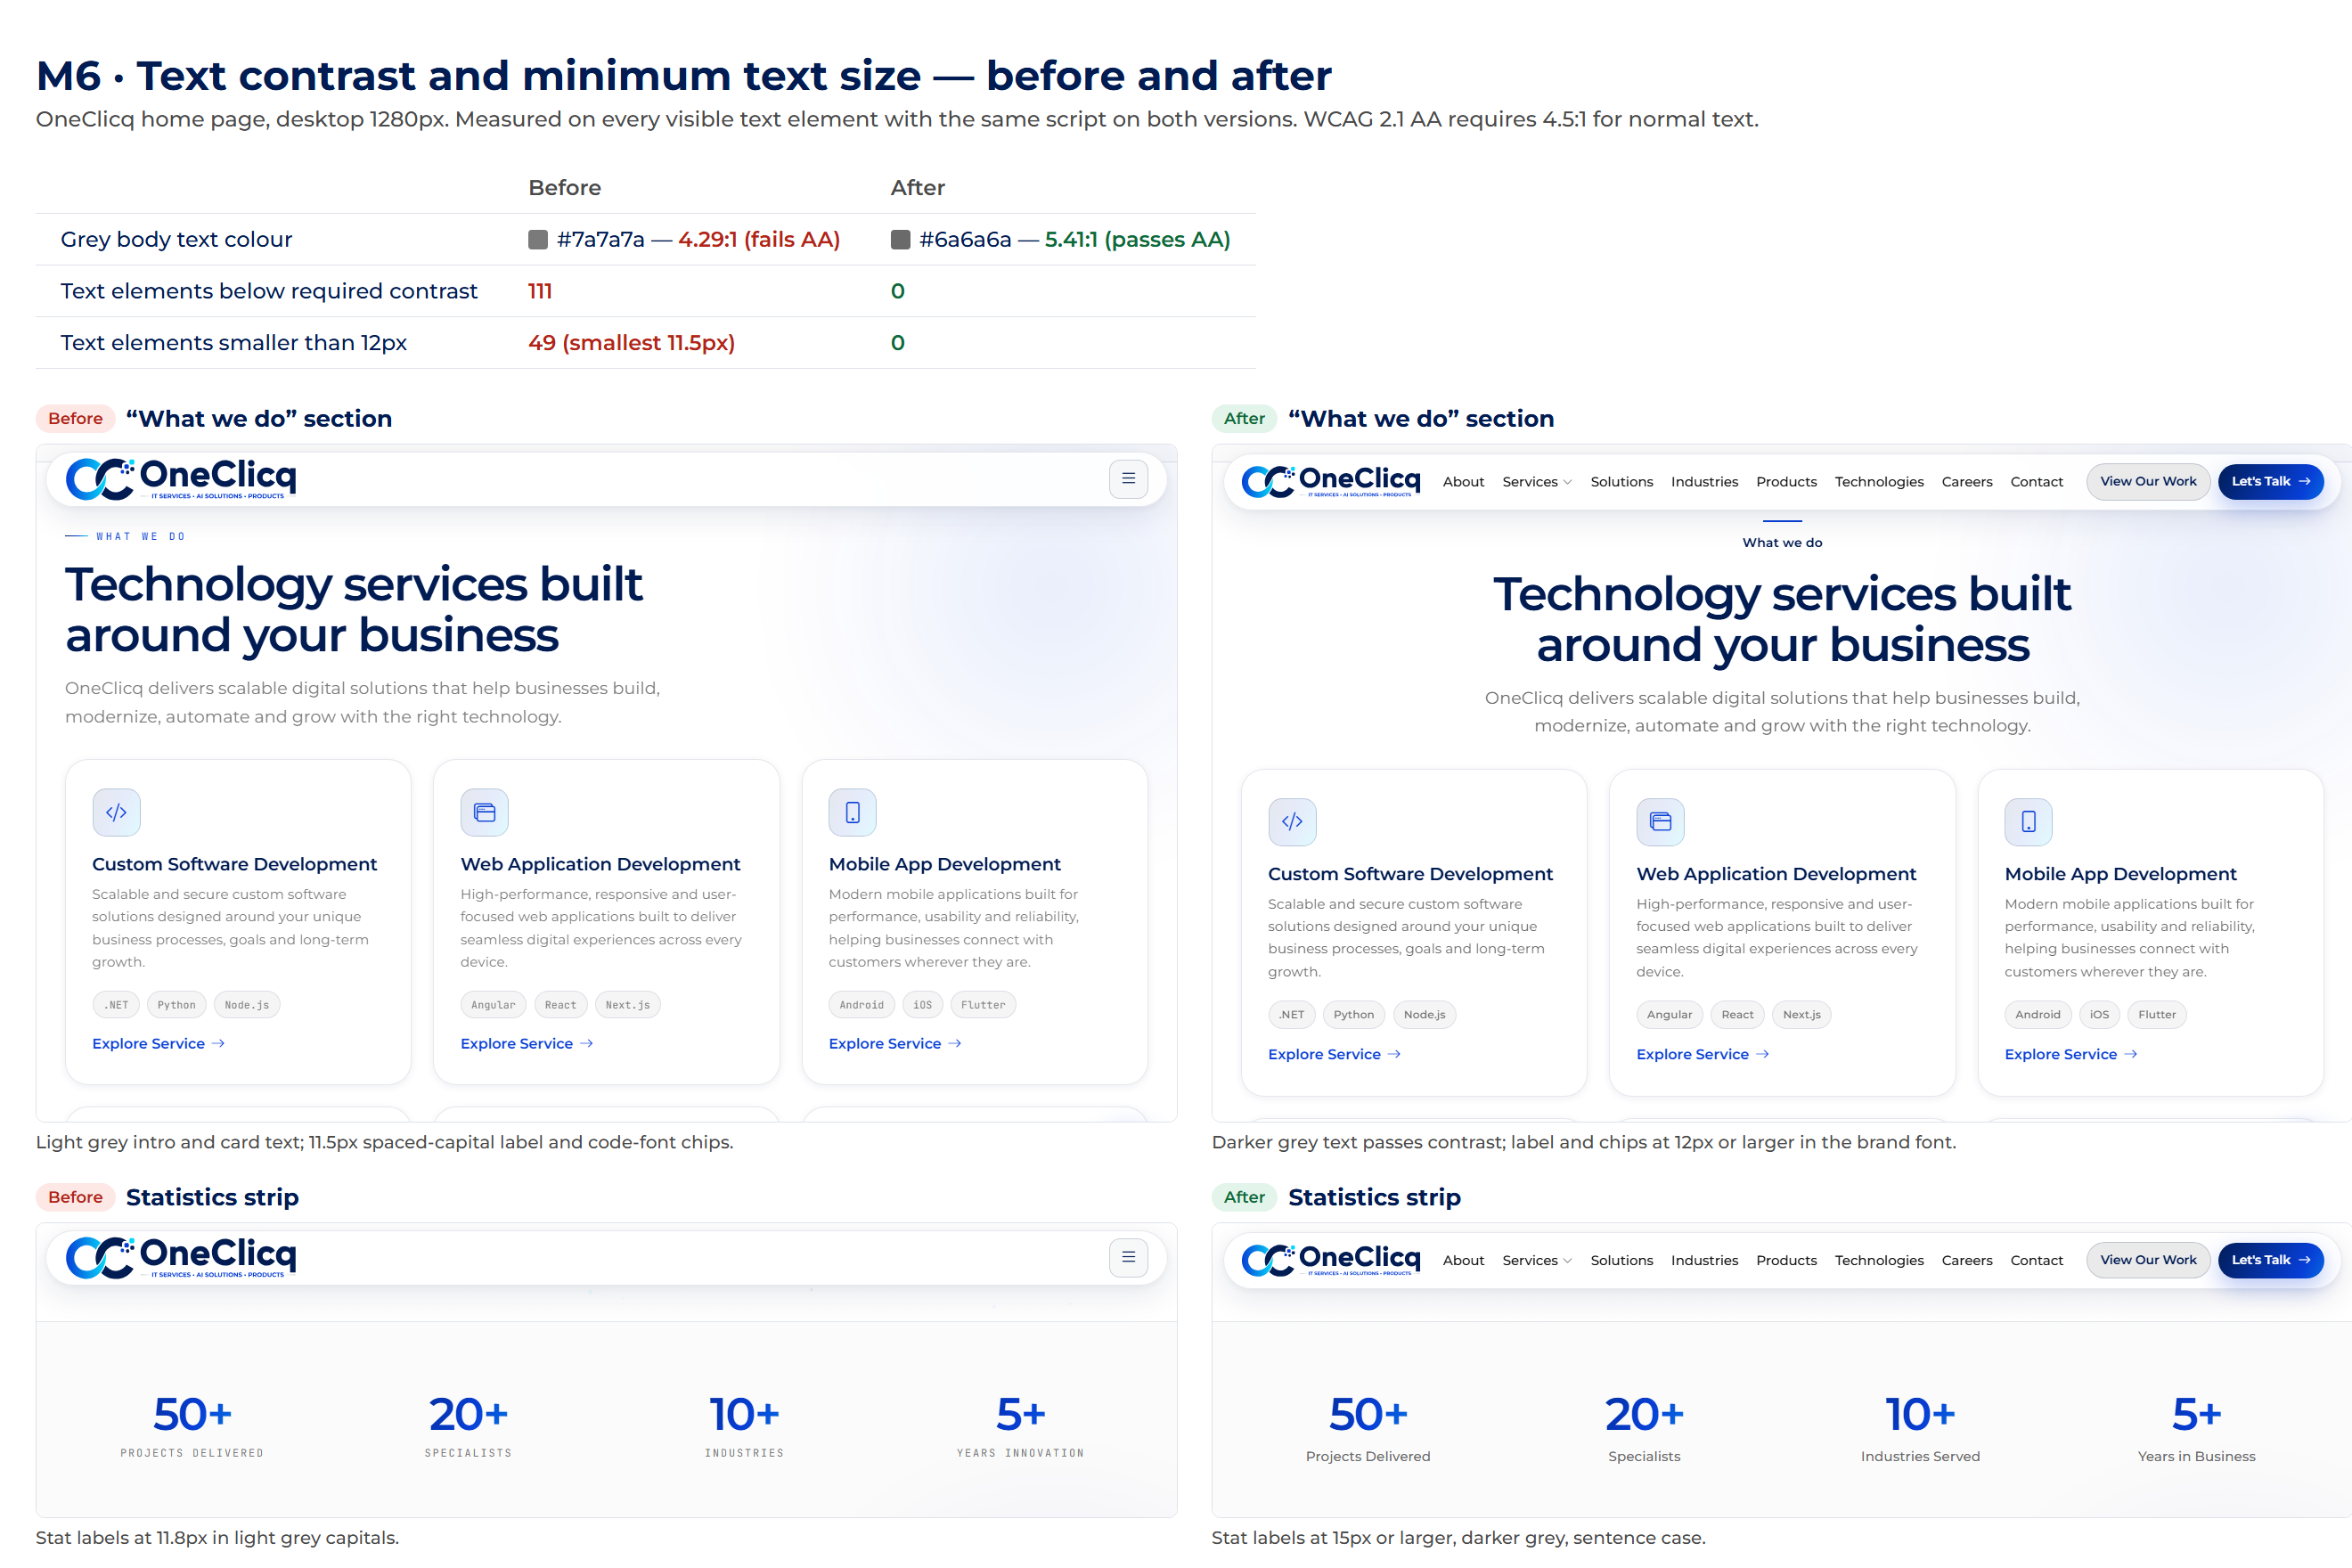 M6 · Text contrast and minimum text size — before and after
OneClicq home page, desktop 1280px. Measured on every visible text element with the same script on both versions. WCAG 2.1 AA requires 4.5:1 for normal text.
Before After
Grey body text colour #7a7a7a — 4.29:1 (fails AA) #6a6a6a — 5.41:1 (passes AA)
Text elements below required contrast 111 0
Text elements smaller than 12px 49 (smallest 11.5px) 0
Before “What we do” section
OneClicq
IT SERVICES • AI SOLUTIONS • PRODUCTS
WHAT WE DO
Technology services built
around your business
OneClicq delivers scalable digital solutions that help businesses build,
modernize, automate and grow with the right technology.
Custom Software Development
Scalable and secure custom software
solutions designed around your unique
business processes, goals and long-term
growth.
.NET Python Node.js
Explore Service →
Web Application Development
High-performance, responsive and user-
focused web applications built to deliver
seamless digital experiences across every
device.
Angular React Next.js
Explore Service →
Mobile App Development
Modern mobile applications built for
performance, usability and reliability,
helping businesses connect with
customers wherever they are.
Android iOS Flutter
Explore Service →
Light grey intro and card text; 11.5px spaced-capital label and code-font chips.
After “What we do” section
OneClicq
IT SERVICES • AI SOLUTIONS • PRODUCTS
About Services Solutions Industries Products Technologies Careers Contact View Our Work Let's Talk →
What we do
Technology services built
around your business
OneClicq delivers scalable digital solutions that help businesses build,
modernize, automate and grow with the right technology.
Custom Software Development
Scalable and secure custom software
solutions designed around your unique
business processes, goals and long-term
growth.
.NET Python Node.js
Explore Service →
Web Application Development
High-performance, responsive and user-
focused web applications built to deliver
seamless digital experiences across every
device.
Angular React Next.js
Explore Service →
Mobile App Development
Modern mobile applications built for
performance, usability and reliability,
helping businesses connect with
customers wherever they are.
Android iOS Flutter
Explore Service →
Darker grey text passes contrast; label and chips at 12px or larger in the brand font.
Before Statistics strip
OneClicq
IT SERVICES • AI SOLUTIONS • PRODUCTS
50+ 20+ 10+ 5+
PROJECTS DELIVERED SPECIALISTS INDUSTRIES YEARS INNOVATION
Stat labels at 11.8px in light grey capitals.
After Statistics strip
OneClicq
IT SERVICES • AI SOLUTIONS • PRODUCTS
About Services Solutions Industries Products Technologies Careers Contact View Our Work Let's Talk →
50+ 20+ 10+ 5+
Projects Delivered Specialists Industries Served Years in Business
Stat labels at 15px or larger, darker grey, sentence case.